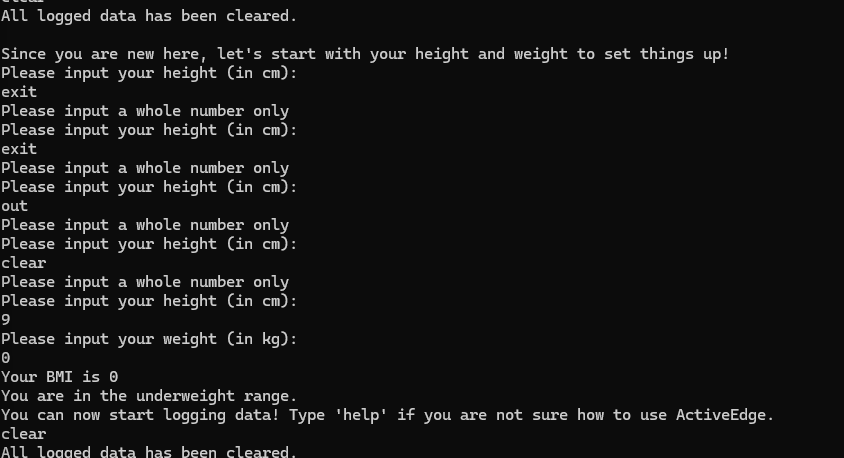 clear
All logged data has been cleared.
Since you are new here, let's start with your height and weight to set things up!
Please input your height (in cm):
exit
Please input a whole number only
Please input your height (in cm):
exit
Please input a whole number only
Please input your height (in cm):
out
Please input a whole number only
Please input your height (in cm):
clear
Please input a whole number only
Please input your height (in cm):
9
Please input your weight (in kg):
0
Your BMI is 0
You are in the underweight range.
You can now start logging data! Type 'help' if you are not sure how to use ActiveEdge.
clear
All logged data has been cleared.